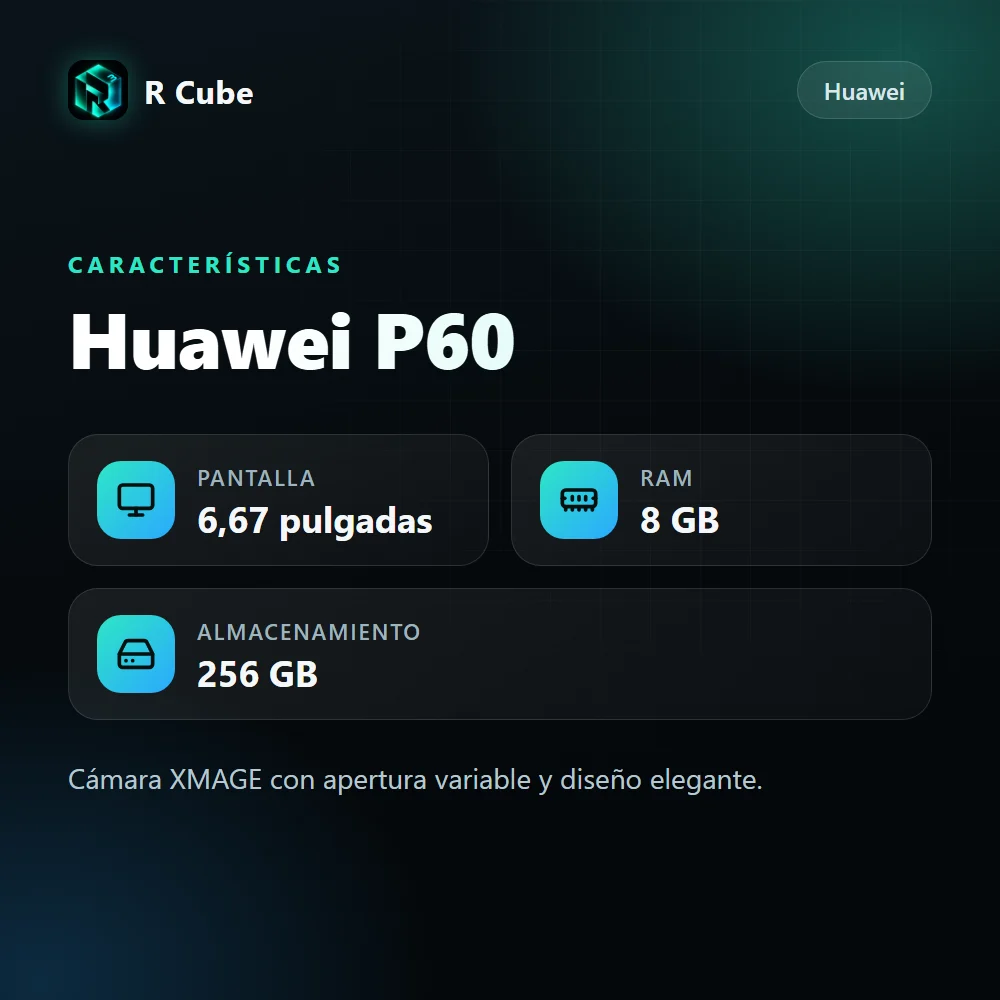 R Cube
Huawei
CARACTERÍSTICAS
Huawei P60
PANTALLA
6,67 pulgadas
RAM
8 GB
ALMACENAMIENTO
256 GB
Cámara XMAGE con apertura variable y diseño elegante.